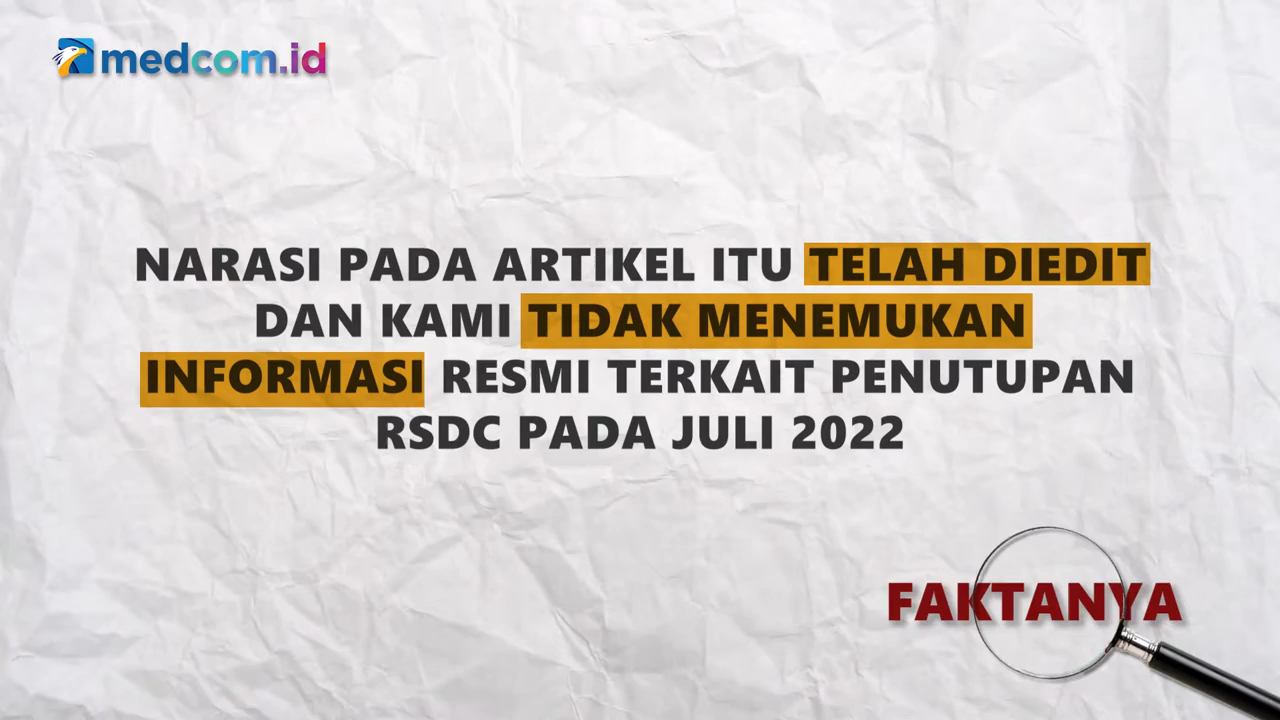 medcom.id
NARASI PADA ARTIKEL ITU TELAH DIEDIT
DAN KAMI TIDAK MENEMUKAN
INFORMASI RESMI TERKAIT PENUTUPAN
RSDC PADA JULI 2022
FAKTANYA